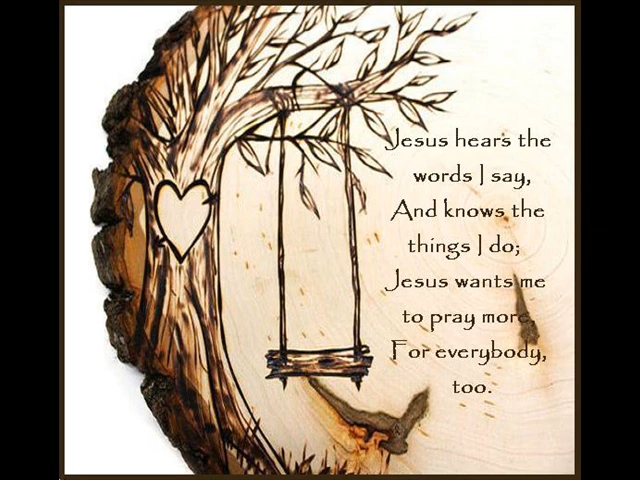 Jesus hears the
words I say,
And knows the
things I do;
Jesus wants me
to pray more,
For everybody,
too.